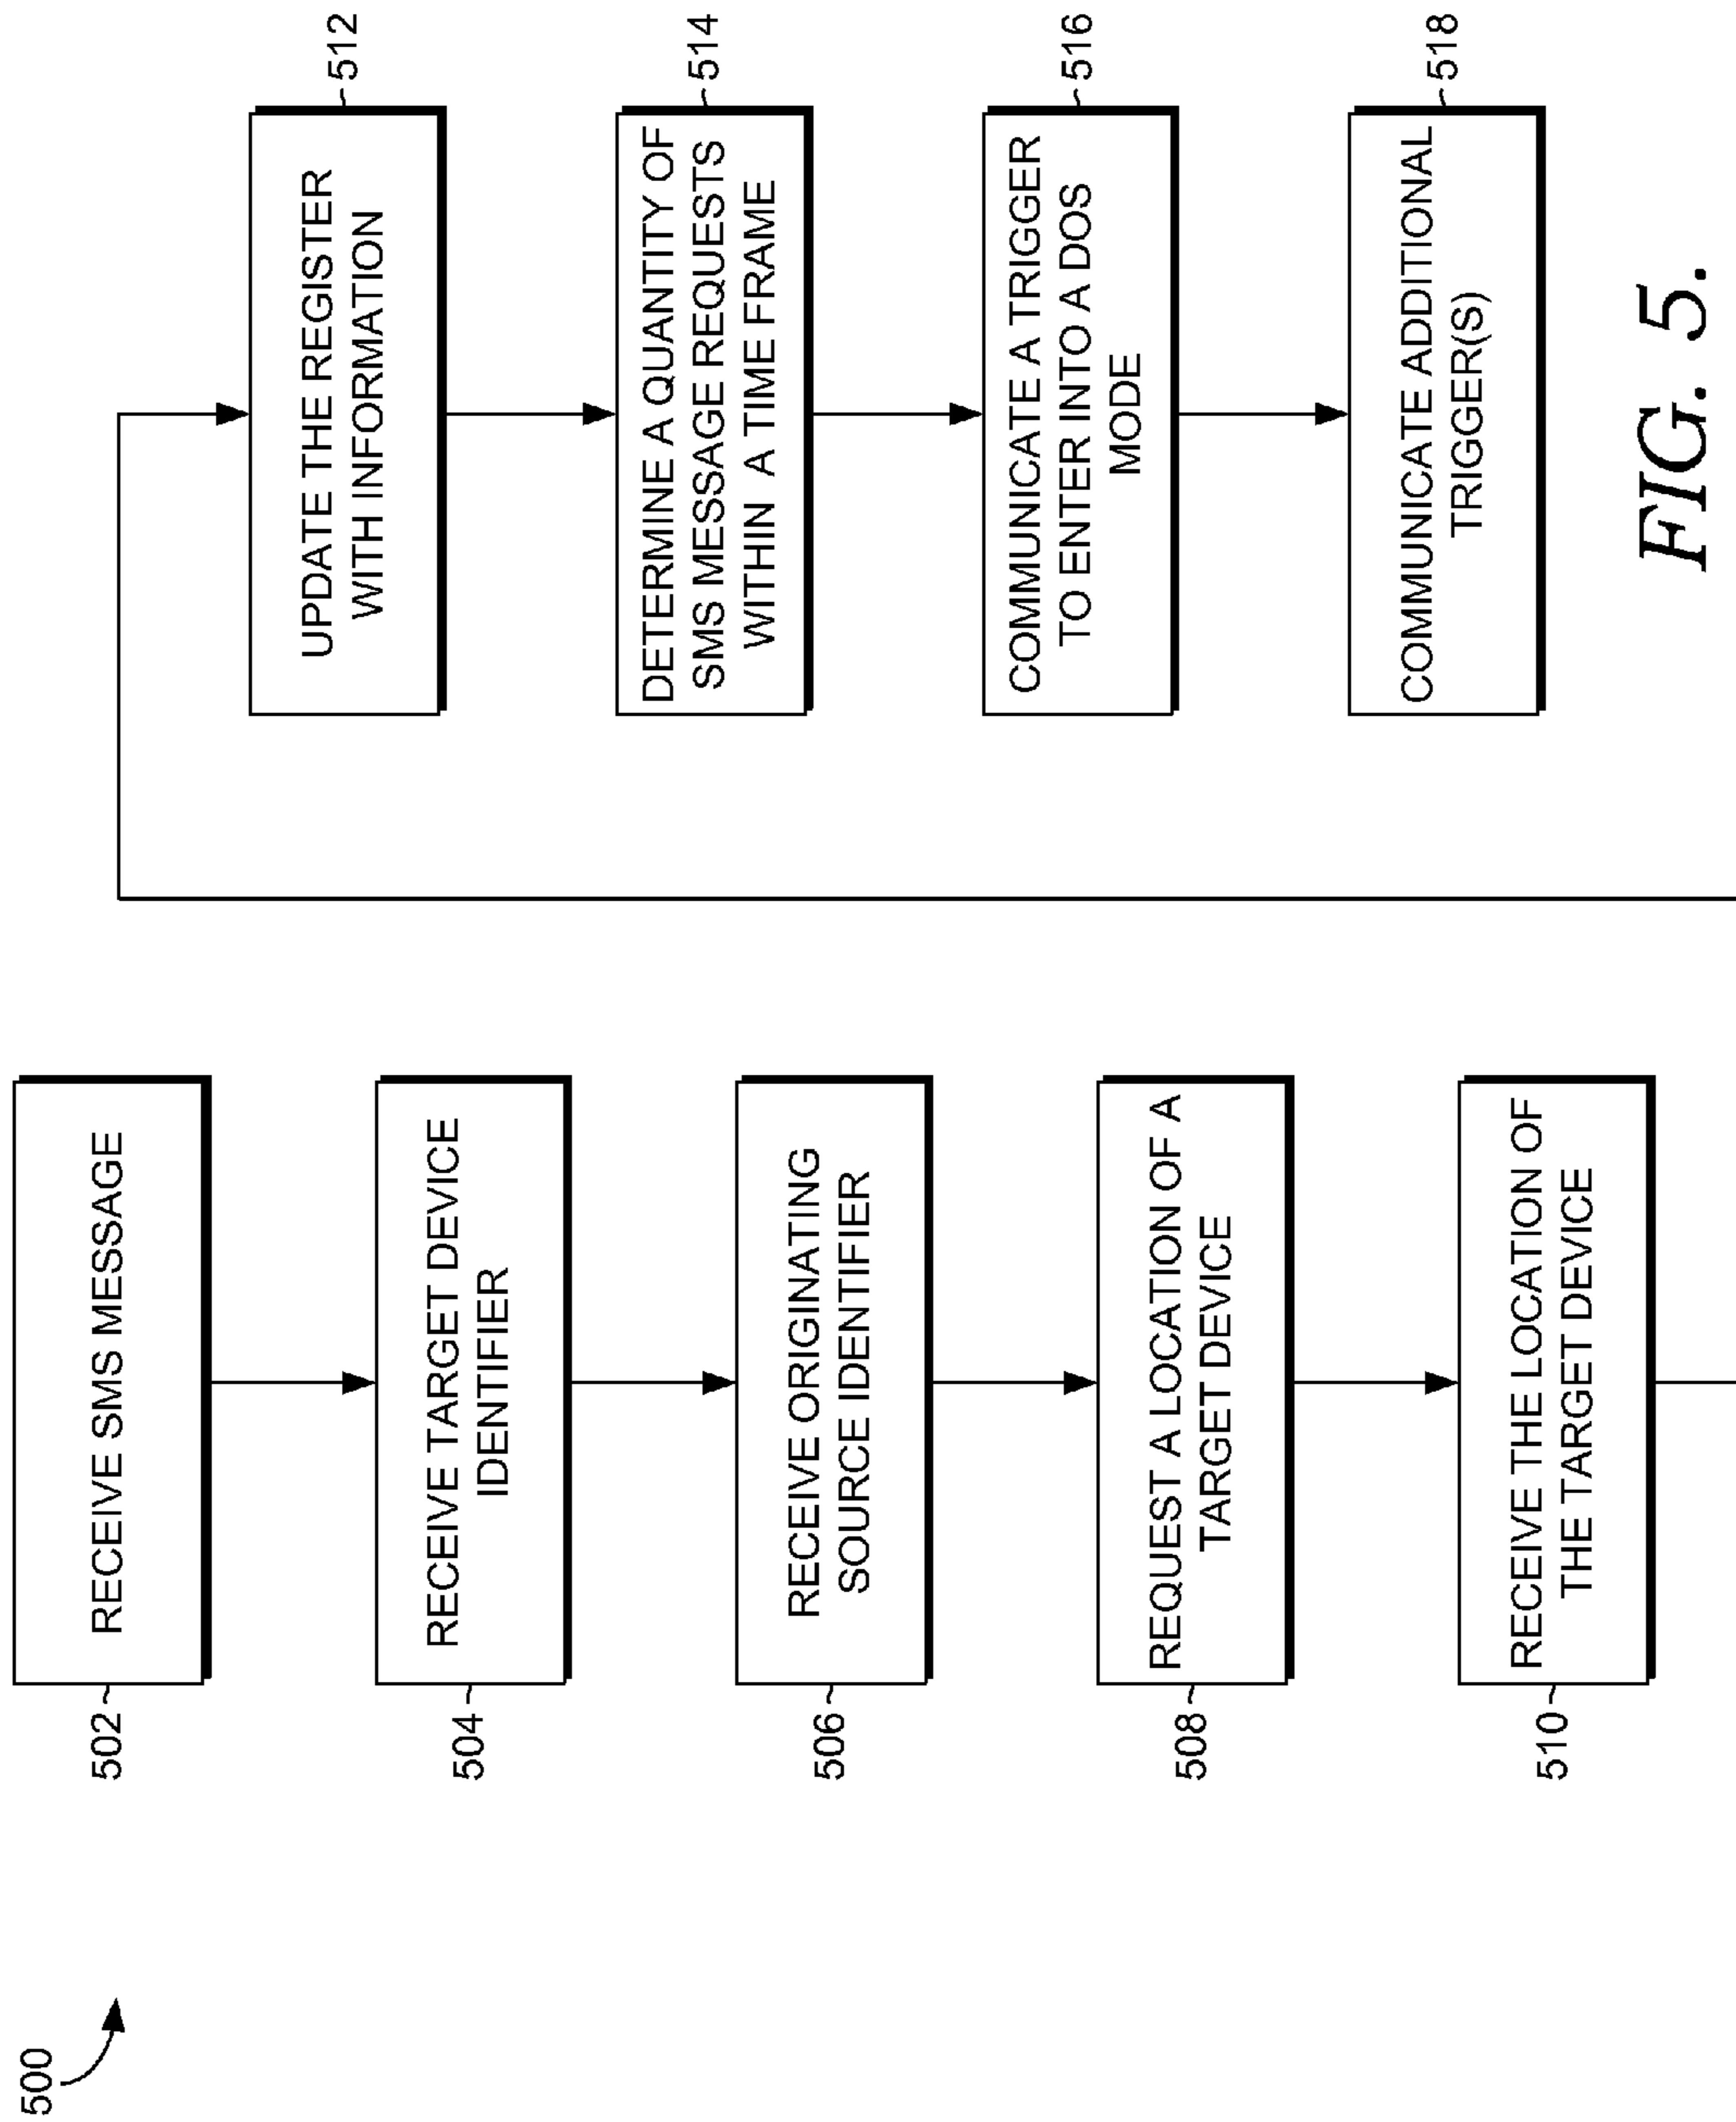 500
502
RECEIVE SMS MESSAGE
504
RECEIVE TARGET DEVICE
IDENTIFIER
506
RECEIVE ORIGINATING
SOURCE IDENTIFIER
508
REQUEST A LOCATION OF A
TARGET DEVICE
510
RECEIVE THE LOCATION OF
THE TARGET DEVICE
UPDATE THE REGISTER
WITH INFORMATION
512
DETERMINE A QUANTITY OF
SMS MESSAGE REQUESTS
WITHIN A TIME FRAME
514
COMMUNICATE A TRIGGER
TO ENTER INTO A DOS
MODE
516
COMMUNICATE ADDITIONAL
TRIGGER(S)
518
FIG. 5.